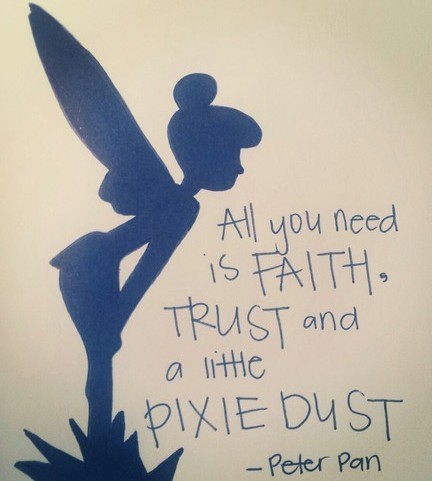 All you need
is FAITH,
TRUST and
a little
PIXIE DUST
- Peter Pan